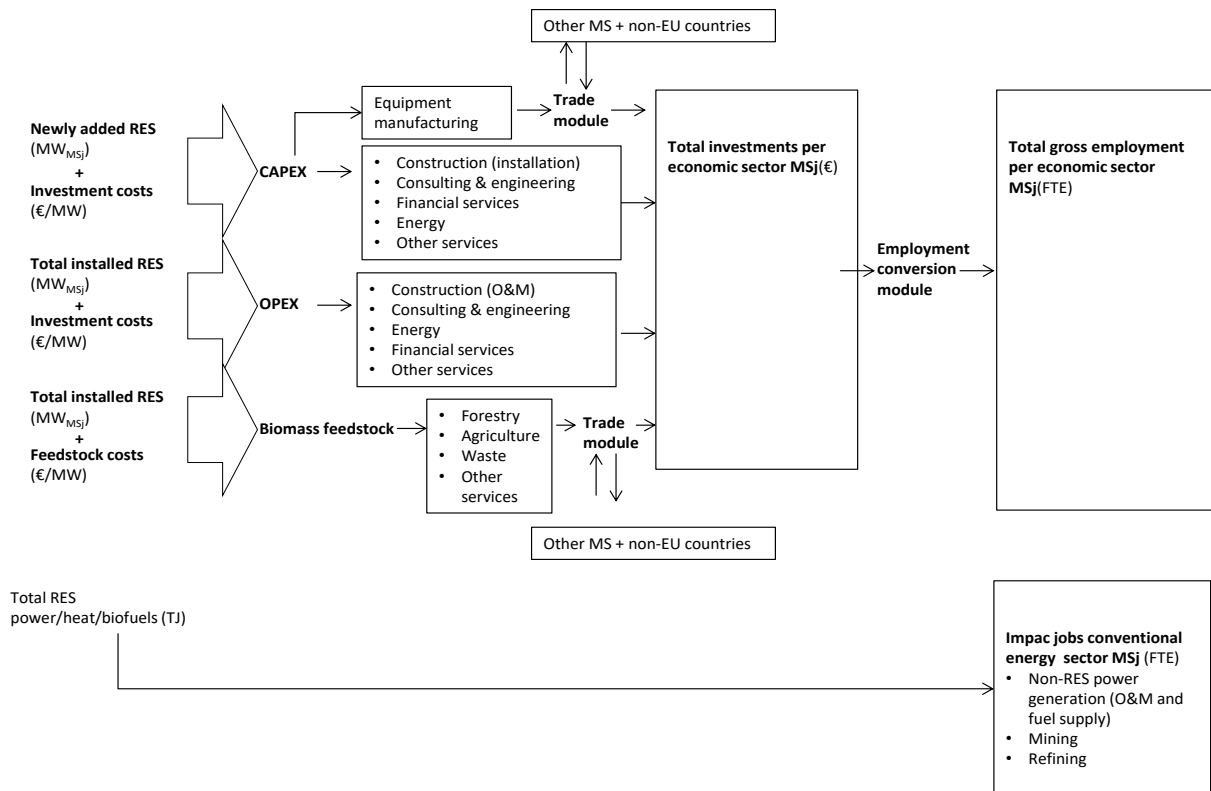 Other MS + non-EU countries
Equipment
manufacturing
Trade
module
Newly added RES
(MW_MSj)
+
Investment costs
(€/MW)
CAPEX
• Construction (installation)
• Consulting & engineering
• Financial services
• Energy
• Other services
Total installed RES
(MW_MSj)
+
Investment costs
(€/MW)
OPEX
• Construction (O&M)
• Consulting & engineering
• Energy
• Financial services
• Other services
Total installed RES
(MW_MSj)
+
Feedstock costs
(€/MW)
Biomass feedstock
• Forestry
• Agriculture
• Waste
• Other
services
Trade
module
Other MS + non-EU countries
Total investments per
economic sector MSj(€)
Employment
conversion
module
Total gross employment
per economic sector
MSj(FTE)
Total RES
power/heat/biofuels (TJ)
Impac jobs conventional
energy sector MSj (FTE)
• Non-RES power
generation (O&M and
fuel supply)
• Mining
• Refining